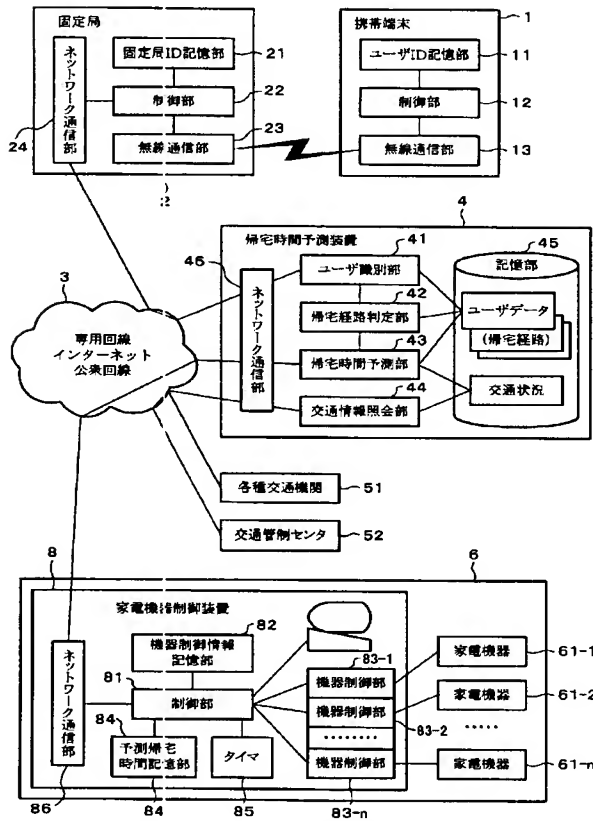 固定局
固定局ID記憶部
21
制御部
22
無線通信部
23
ネットワーク通信部
24
2
携帯端末
1
ユーザID記憶部
11
制御部
12
無線通信部
13
4
帰宅時間予測装置
46
ネットワーク通信部
41
ユーザ識別部
42
帰宅経路判定部
43
帰宅時間予測部
44
交通情報照会部
45
記憶部
ユーザデータ
(帰宅経路)
交通状況
3
専用回線
インターネット
公衆回線
各種交通機関
51
交通管制センタ
52
8
6
家電機器制御装置
82
機器制御情報
記憶部
81
制御部
84
予測帰宅
時間記憶部
84
タイマ
85
ネットワーク通信部
86
83-1
機器制御部
機器制御部
83-2
………
機器制御部
83-n
家電機器
61-1
家電機器
61-2
……
家電機器
61-n